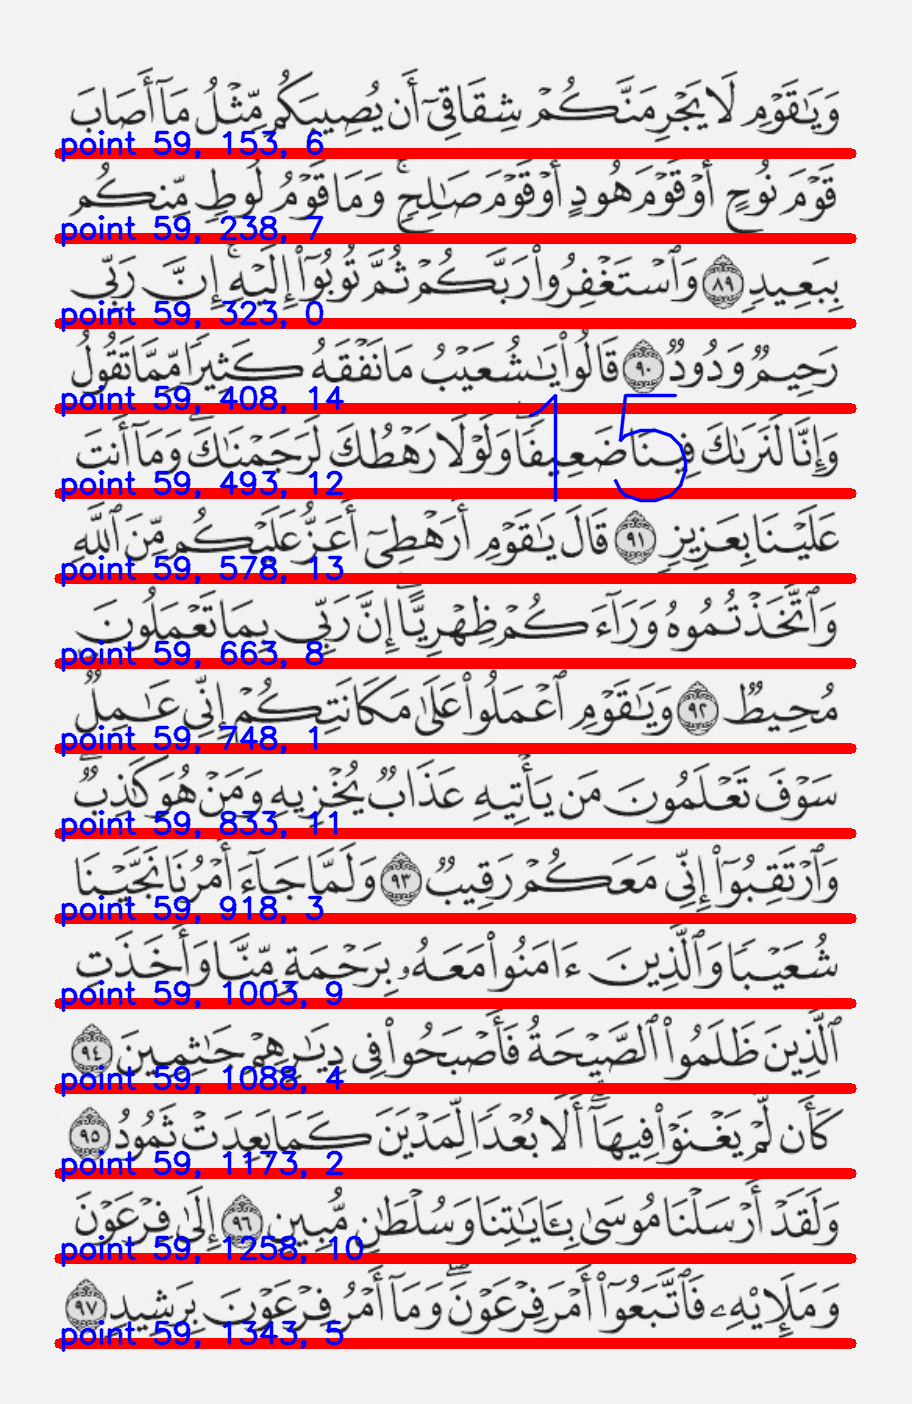 وَيَٰقَوْمِ لَا يَجْرِمَنَّكُمْ شِقَاقِىٓ أَن يُصِيبَكُم مِّثْلُ مَآ أَصَابَ
point 59, 153, 6
قَوْمَ نُوحٍ أَوْ قَوْمَ هُودٍ أَوْ قَوْمَ صَٰلِحٍ ۚ وَمَا قَوْمُ لُوطٍ مِّنكُم
point 59, 238, 7
بِبَعِيدٍ ٨٩ وَٱسْتَغْفِرُوا۟ رَبَّكُمْ ثُمَّ تُوبُوٓا۟ إِلَيْهِ ۚ إِنَّ رَبِّى
point 59, 323, 0
رَحِيمٌ وَدُودٌ ٩٠ قَالُوا۟ يَٰشُعَيْبُ مَا نَفْقَهُ كَثِيرًا مِّمَّا تَقُولُ
point 59, 408, 14
وَإِنَّا لَنَرَىٰكَ فِينَا ضَعِيفًا ۖ وَلَوْلَا رَهْطُكَ لَرَجَمْنَٰكَ ۖ وَمَآ أَنتَ
15
point 59, 493, 12
عَلَيْنَا بِعَزِيزٍ ٩١ قَالَ يَٰقَوْمِ أَرَهْطِىٓ أَعَزُّ عَلَيْكُم مِّنَ ٱللَّهِ
point 59, 578, 13
وَٱتَّخَذْتُمُوهُ وَرَآءَكُمْ ظِهْرِيًّا ۖ إِنَّ رَبِّى بِمَا تَعْمَلُونَ
point 59, 663, 8
مُحِيطٌ ٩٢ وَيَٰقَوْمِ ٱعْمَلُوا۟ عَلَىٰ مَكَانَتِكُمْ إِنِّى عَٰمِلٌ ۖ
point 59, 748, 1
سَوْفَ تَعْلَمُونَ مَن يَأْتِيهِ عَذَابٌ يُخْزِيهِ وَمَنْ هُوَ كَٰذِبٌ ۖ
point 59, 833, 11
وَٱرْتَقِبُوٓا۟ إِنِّى مَعَكُمْ رَقِيبٌ ٩٣ وَلَمَّا جَآءَ أَمْرُنَا نَجَّيْنَا
point 59, 918, 3
شُعَيْبًا وَٱلَّذِينَ ءَامَنُوا۟ مَعَهُۥ بِرَحْمَةٍ مِّنَّا وَأَخَذَتِ
point 59, 1003, 9
ٱلَّذِينَ ظَلَمُوا۟ ٱلصَّيْحَةُ فَأَصْبَحُوا۟ فِى دِيَٰرِهِمْ جَٰثِمِينَ ٩٤
point 59, 1088, 4
كَأَن لَّمْ يَغْنَوْا۟ فِيهَآ ۗ أَلَا بُعْدًا لِّمَدْيَنَ كَمَا بَعِدَتْ ثَمُودُ ٩٥
point 59, 1173, 2
وَلَقَدْ أَرْسَلْنَا مُوسَىٰ بِـَٔايَٰتِنَا وَسُلْطَٰنٍ مُّبِينٍ ٩٦ إِلَىٰ فِرْعَوْنَ
point 59, 1258, 10
وَمَلَإِي۟هِۦ فَٱتَّبَعُوٓا۟ أَمْرَ فِرْعَوْنَ ۖ وَمَآ أَمْرُ فِرْعَوْنَ بِرَشِيدٍ ٩٧
point 59, 1343, 5